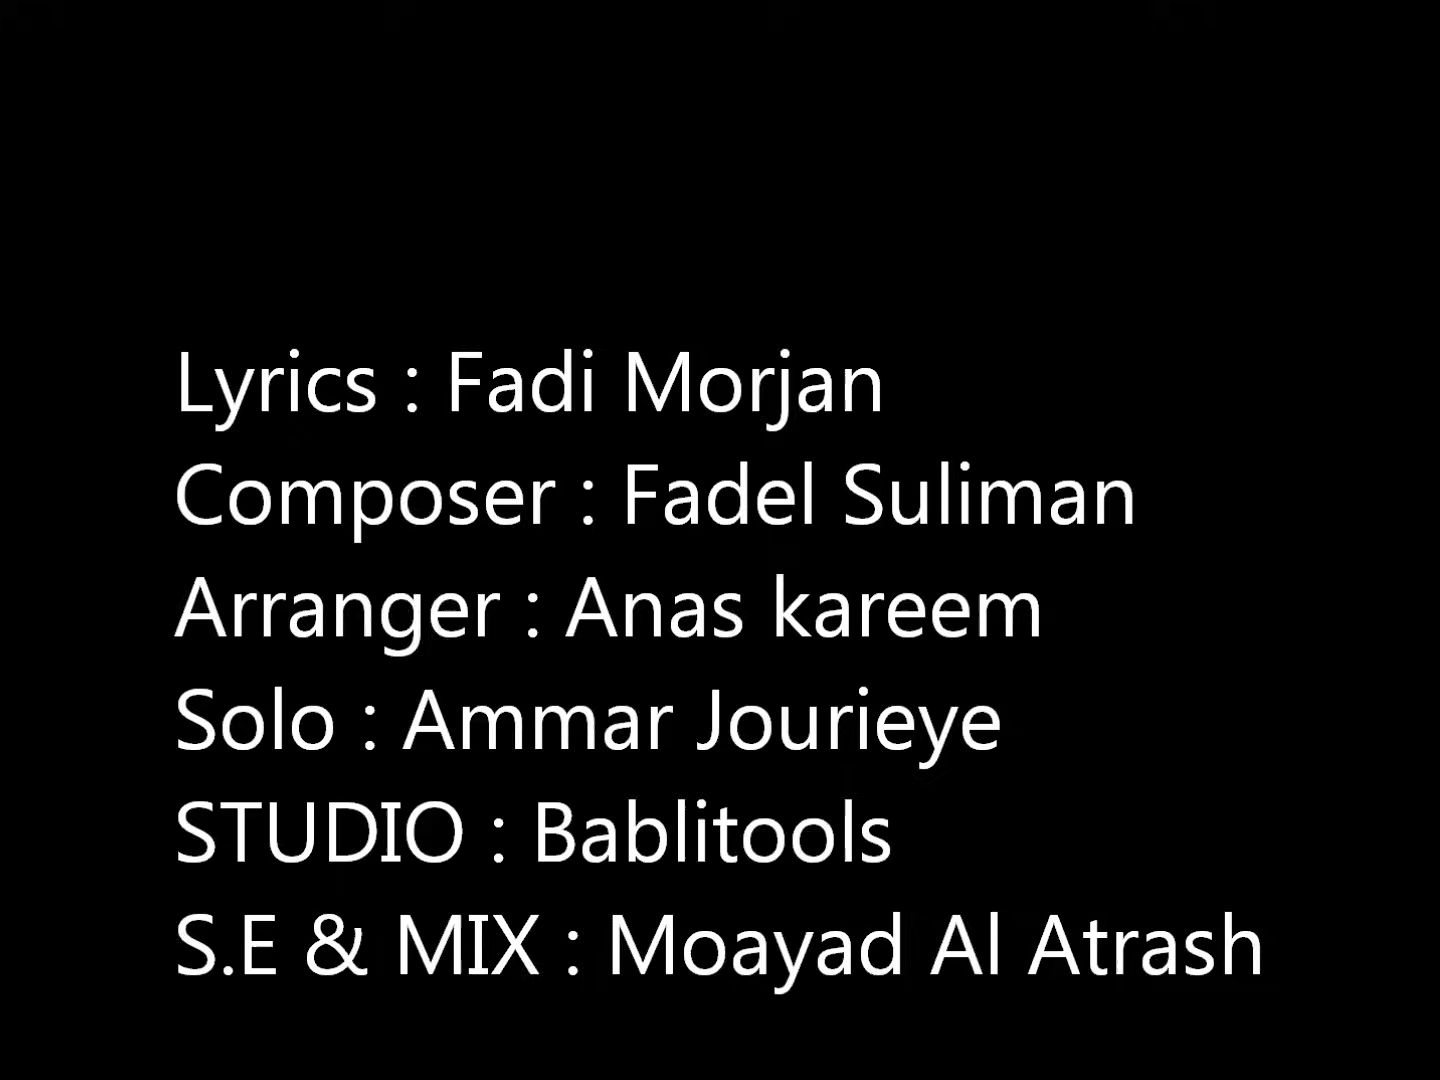 Lyrics : Fadi Morjan
Composer : Fadel Suliman
Arranger : Anas kareem
Solo : Ammar Jourieye
STUDIO : Bablitools
S.E & MIX : Moayad Al Atrash